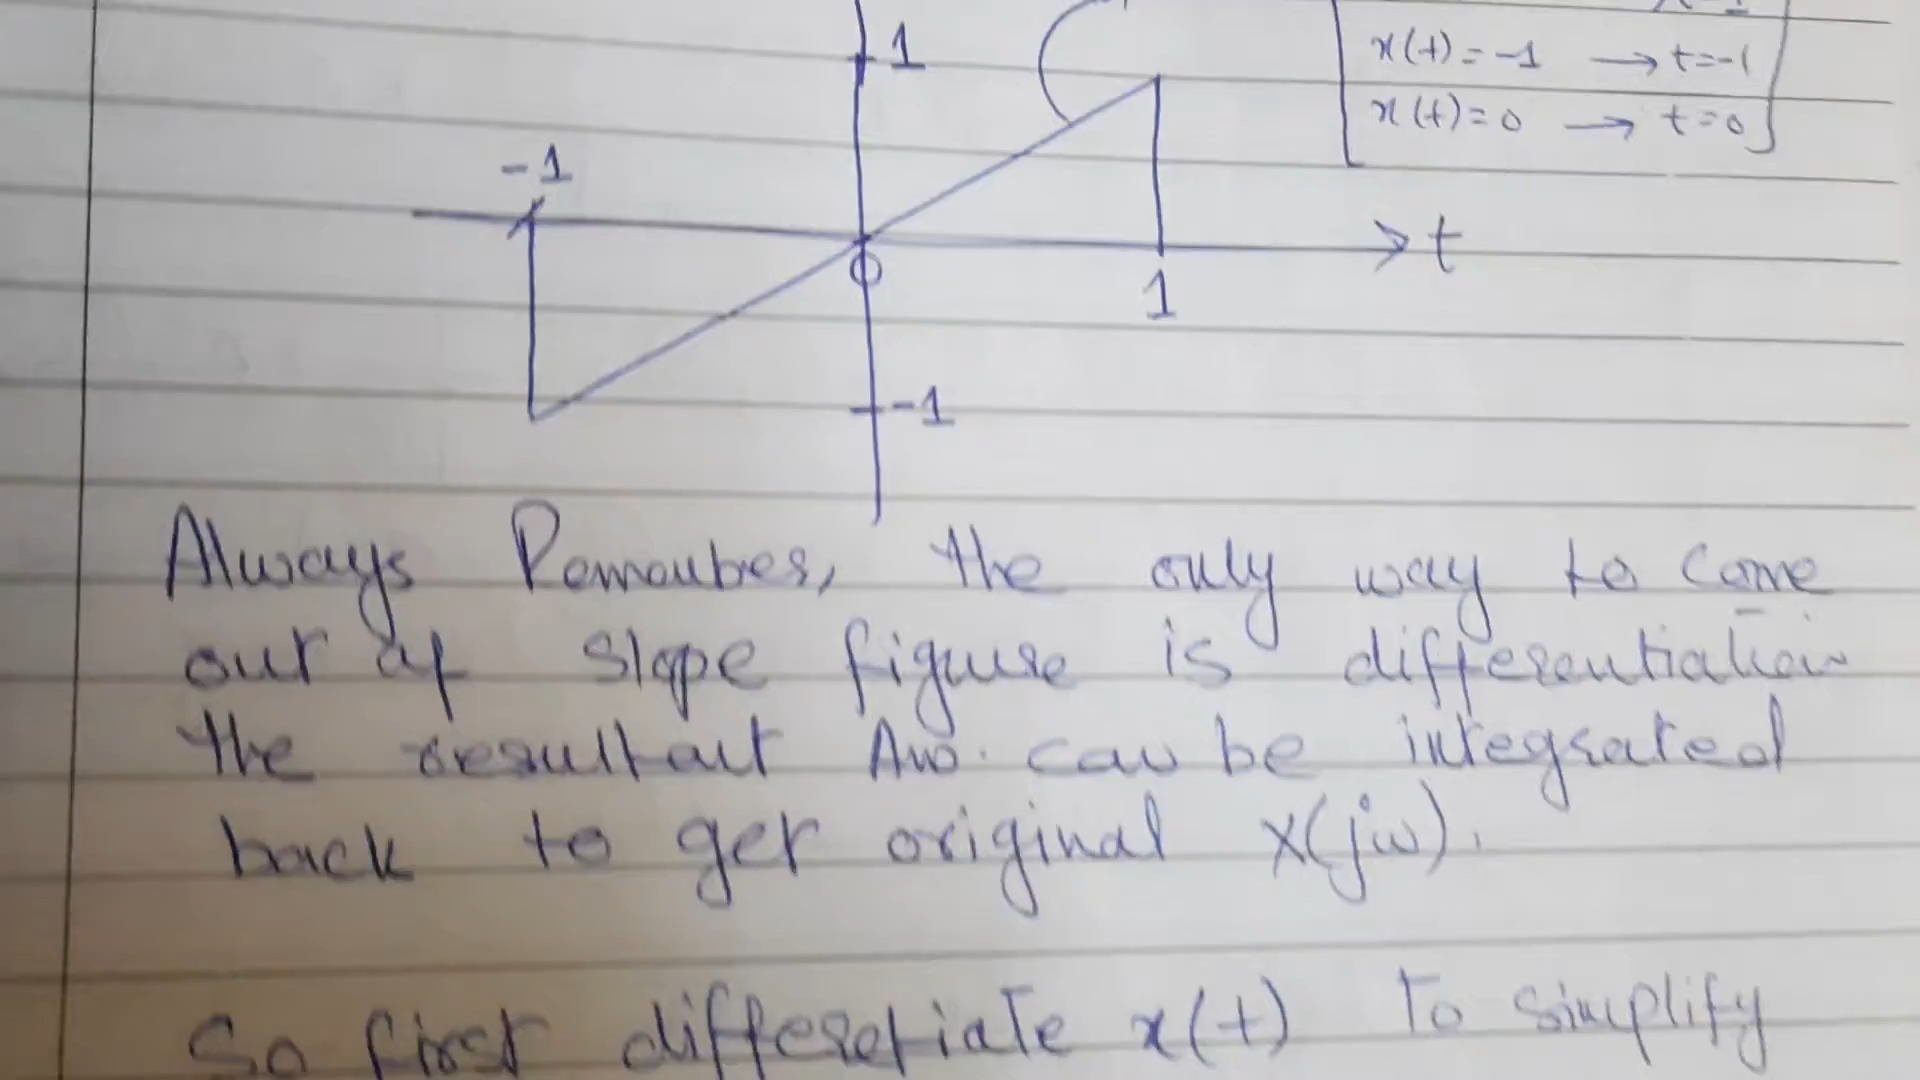 1
x(t)=-1 → t=-1
x(t)=0 → t=0
-1
t
0
1
-1
Always Remember, the only way to come
out of slope figure is differentiation
the resultant Ans. can be integrated
back to get original X(jω).
So first differetiate x(t) To simplify